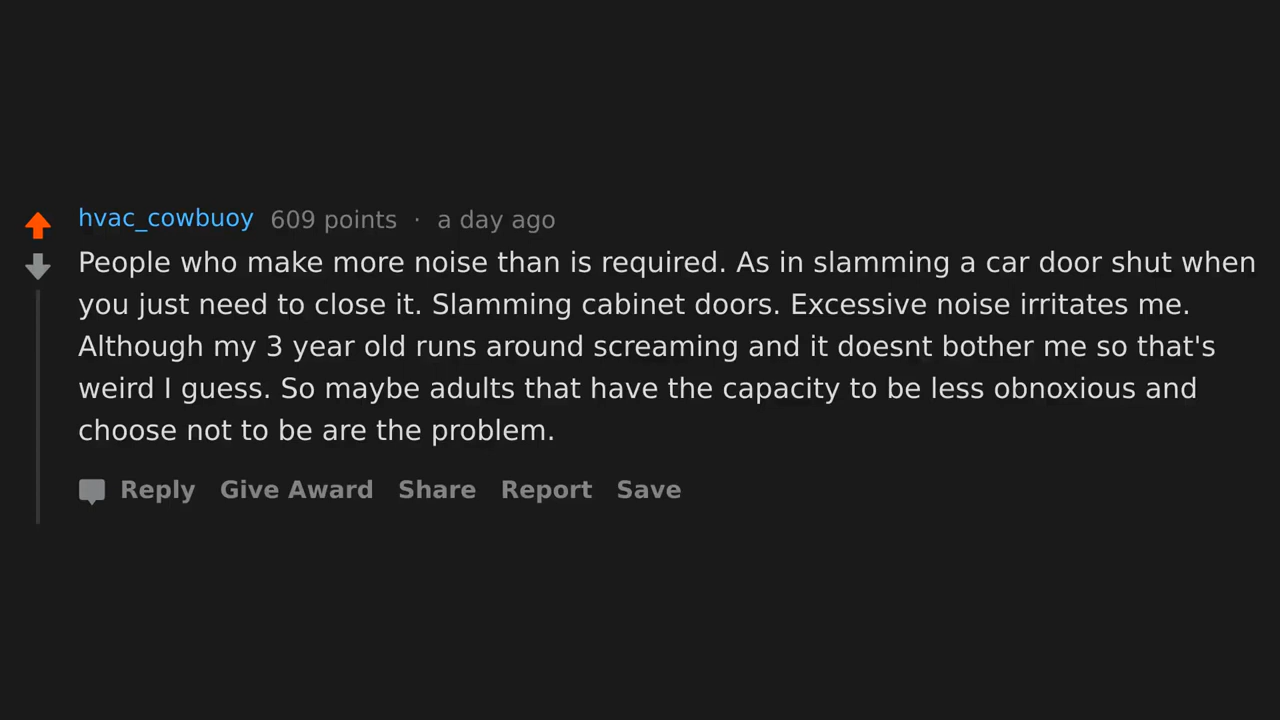 hvac_cowbuoy 609 points · a day ago
People who make more noise than is required. As in slamming a car door shut when
you just need to close it. Slamming cabinet doors. Excessive noise irritates me.
Although my 3 year old runs around screaming and it doesnt bother me so that's
weird I guess. So maybe adults that have the capacity to be less obnoxious and
choose not to be are the problem.
Reply Give Award Share Report Save